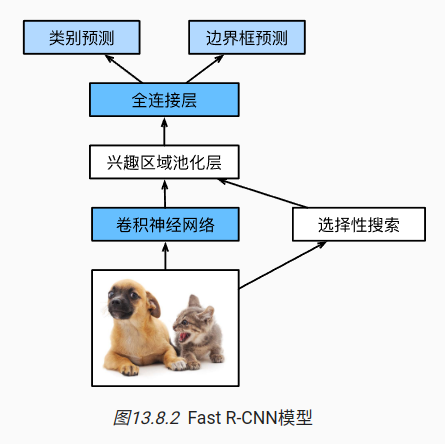 类别预测
边界框预测
全连接层
兴趣区域池化层
卷积神经网络
选择性搜索
图13.8.2 Fast R-CNN模型